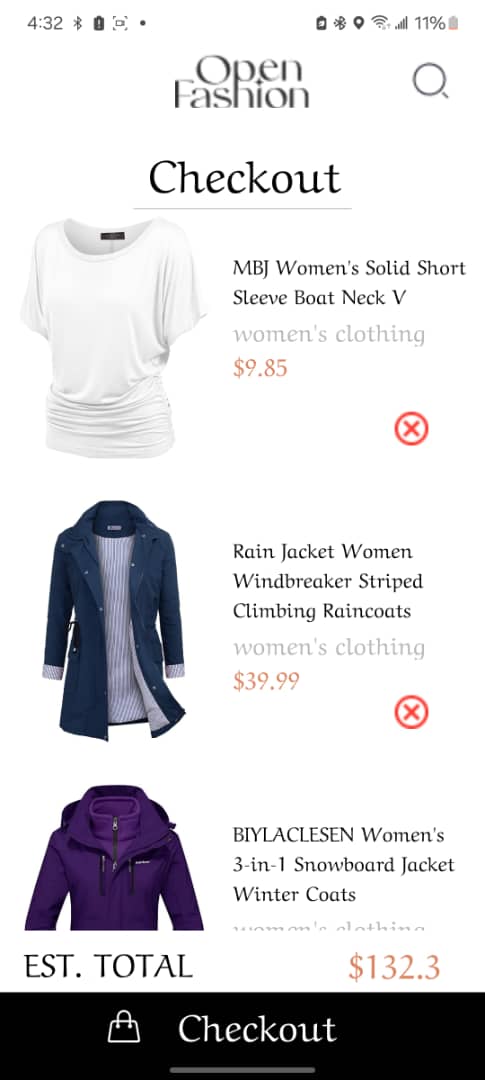 4:32
11%
Open
Fashion
Checkout
MBJ Women's Solid Short
Sleeve Boat Neck V
women's clothing
$9.85
Rain Jacket Women
Windbreaker Striped
Climbing Raincoats
women's clothing
$39.99
BIYLACLESEN Women's
3-in-1 Snowboard Jacket
Winter Coats
women's clothing
EST. TOTAL
$132.3
Checkout